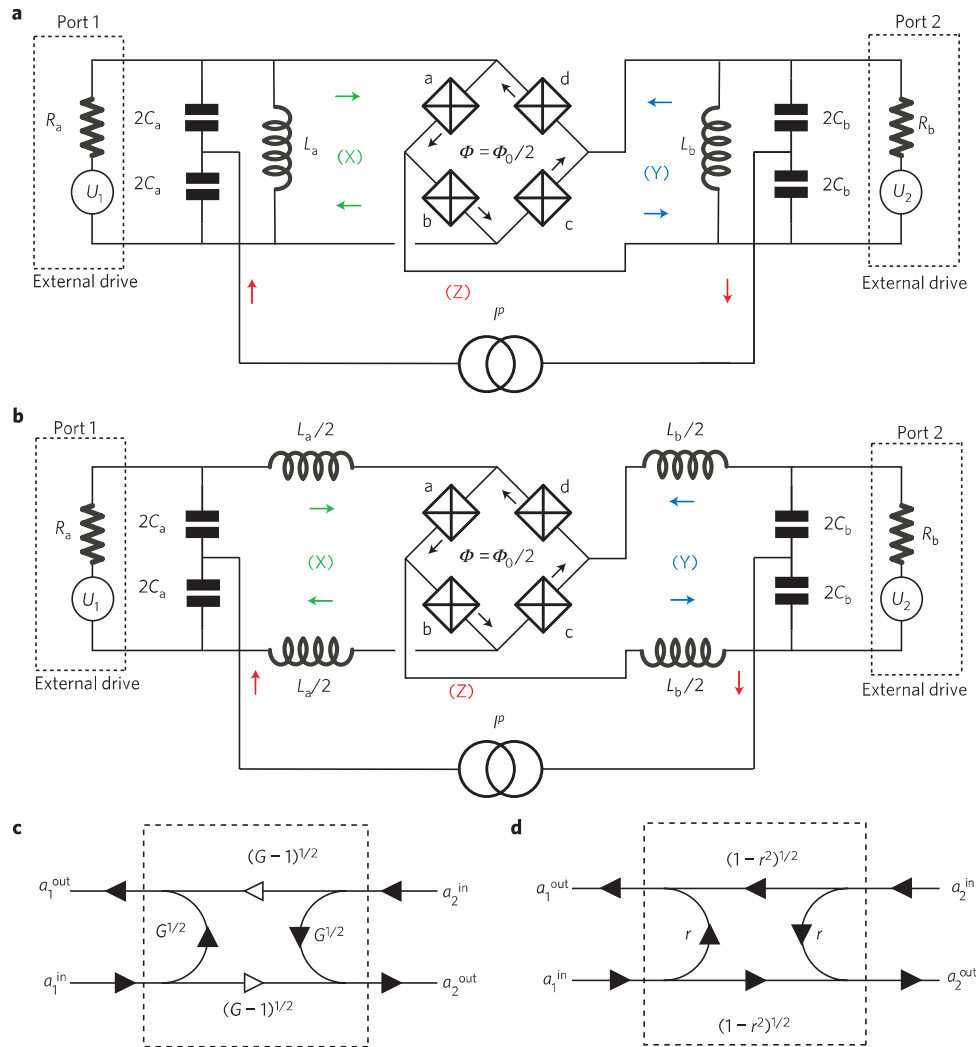 a
Port 1
Port 2
a
d
R_a
2C_a
L_a
(X)
Φ = Φ_0/2
(Y)
L_b
2C_b
R_b
U_1
2C_a
b
c
2C_b
U_2
External drive
(Z)
External drive
I^p
b
Port 1
L_a/2
L_b/2
Port 2
a
d
R_a
2C_a
(X)
Φ = Φ_0/2
(Y)
2C_b
R_b
U_1
2C_a
b
c
2C_b
U_2
External drive
L_a/2
(Z)
L_b/2
External drive
I^p
c
(G − 1)^{1/2}
a_1^{out}
a_2^{in}
G^{1/2}
G^{1/2}
a_1^{in}
a_2^{out}
(G − 1)^{1/2}
d
(1 − r^2)^{1/2}
a_1^{out}
a_2^{in}
r
r
a_1^{in}
a_2^{out}
(1 − r^2)^{1/2}